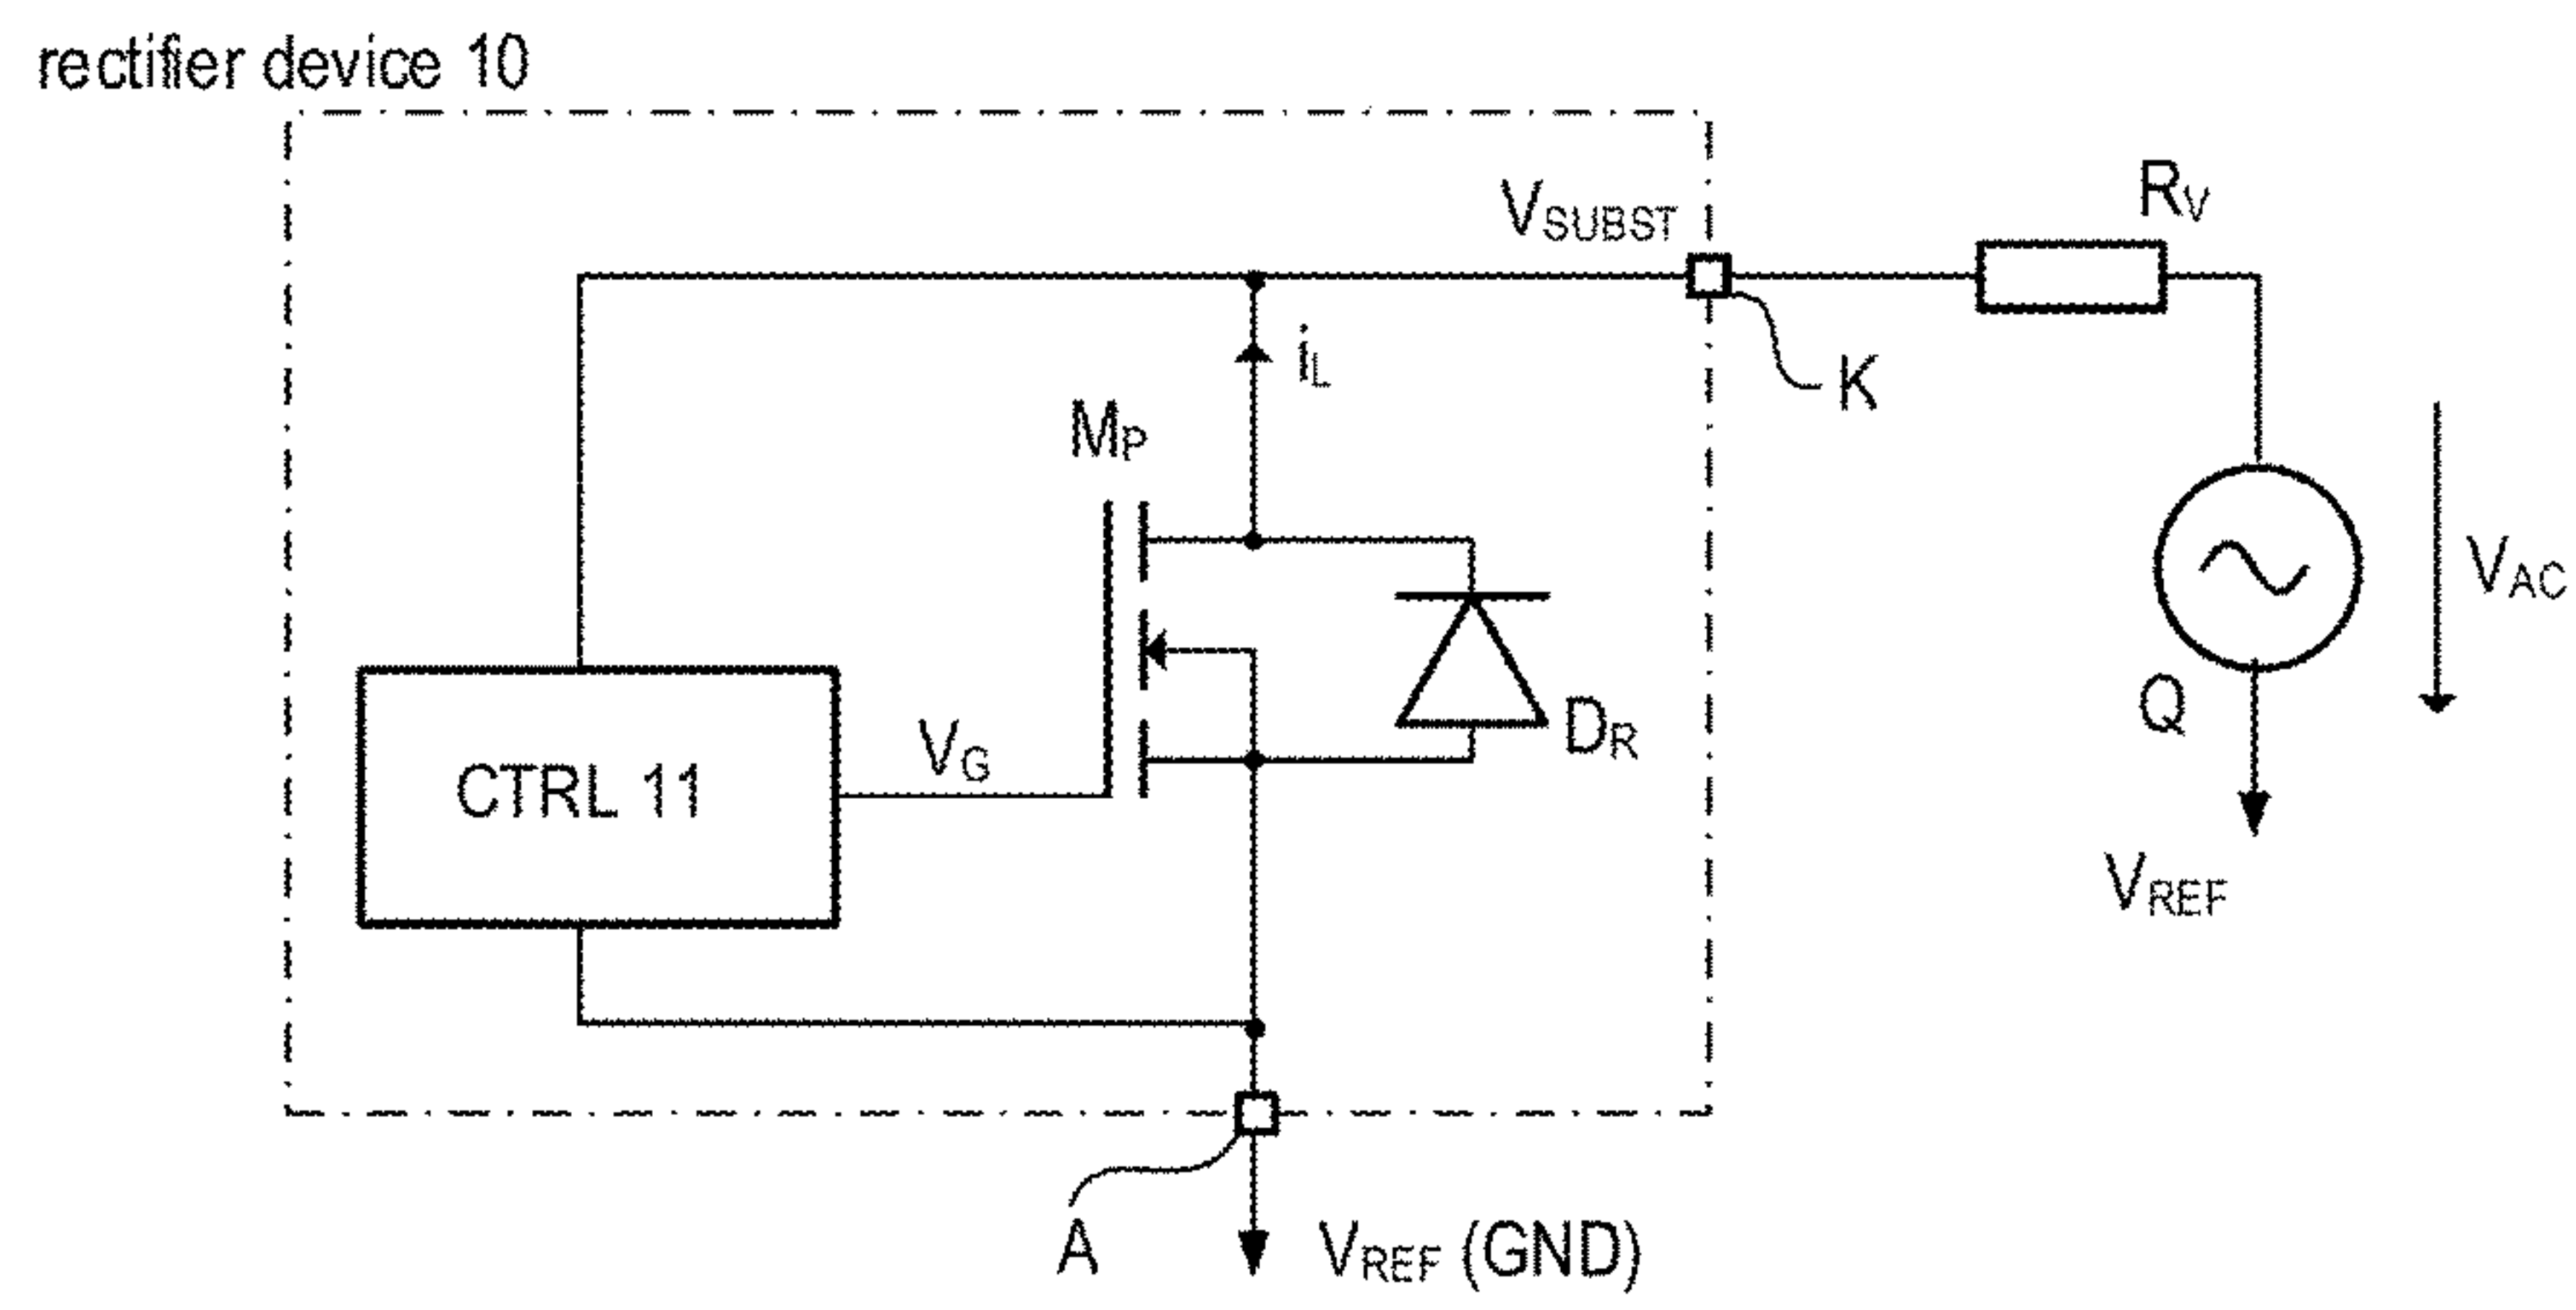 rectifier device 10
VSUBST
RV
iL
K
MP
VAC
DR
Q
VG
CTRL 11
VREF
A
VREF (GND)